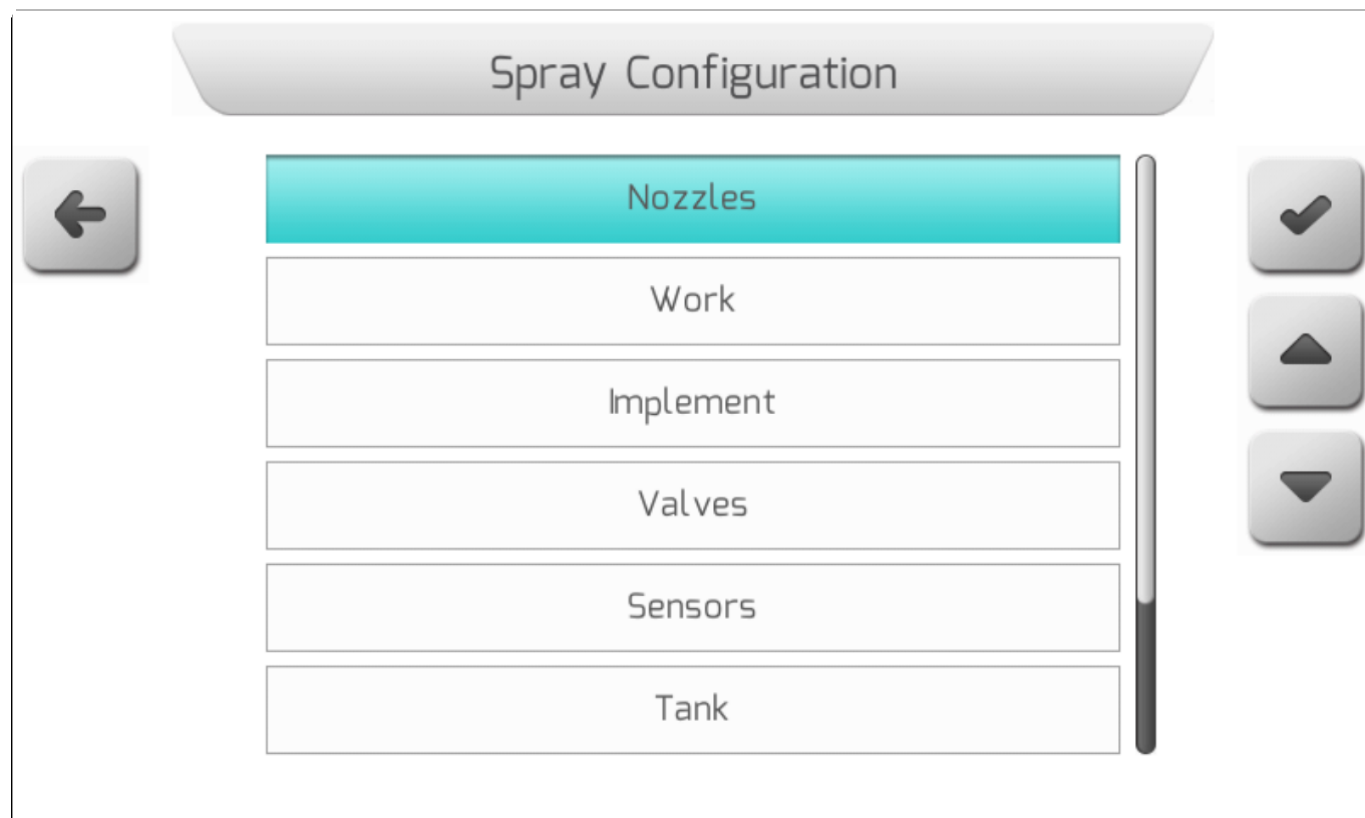 Spray Configuration
Nozzles
Work
Implement
Valves
Sensors
Tank